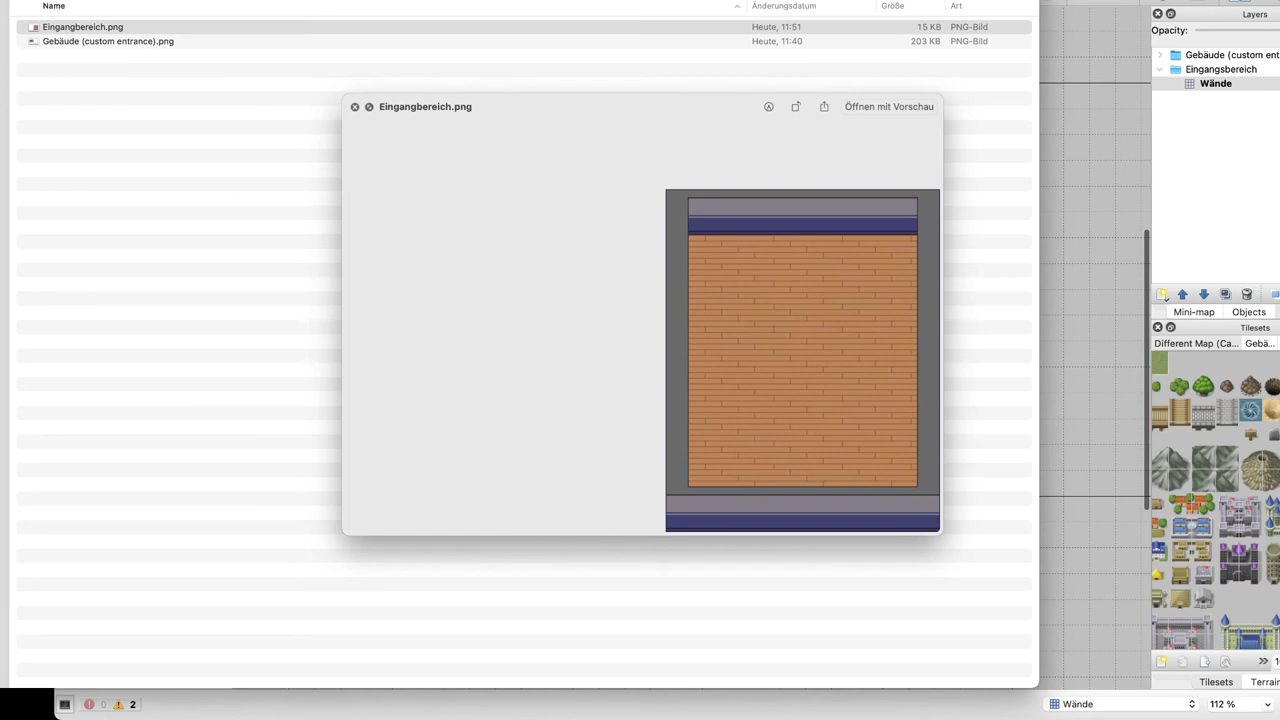 Name Änderungsdatum Größe Art
Eingangbereich.png Heute, 11:51 15 KB PNG-Bild
Gebäude (custom entrance).png Heute, 11:40 203 KB PNG-Bild
Eingangbereich.png Öffnen mit Vorschau
Layers
Opacity:
Gebäude (custom ent
Eingangsbereich
Wände
Mini-map Objects
Tilesets
Different Map (Ca... Gebä...
Tilesets Terrai
0 2 Wände 112 %